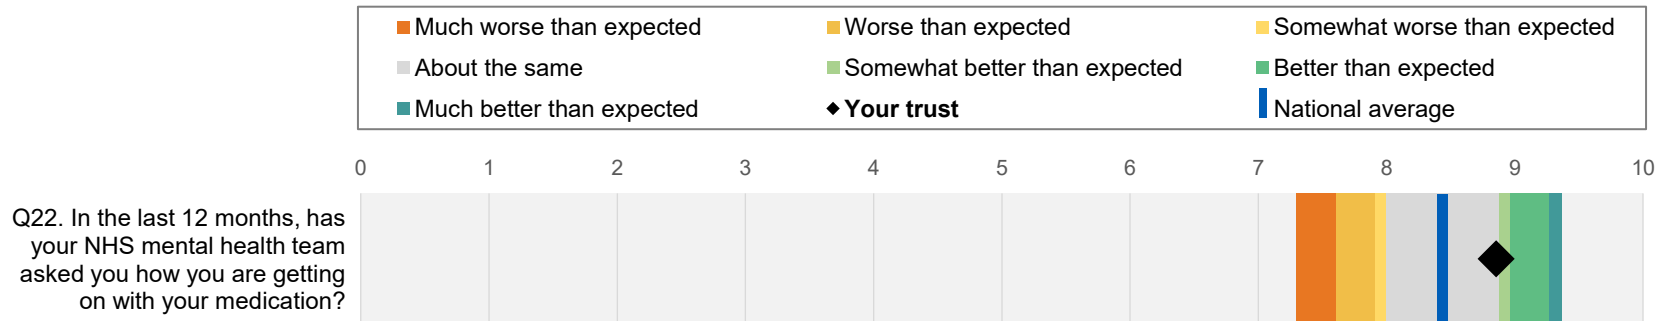 Much worse than expected
Worse than expected
Somewhat worse than expected
About the same
Somewhat better than expected
Better than expected
Much better than expected
Your trust
National average
0 1 2 3 4 5 6 7 8 9 10
Q22. In the last 12 months, has
your NHS mental health team
asked you how you are getting
on with your medication?